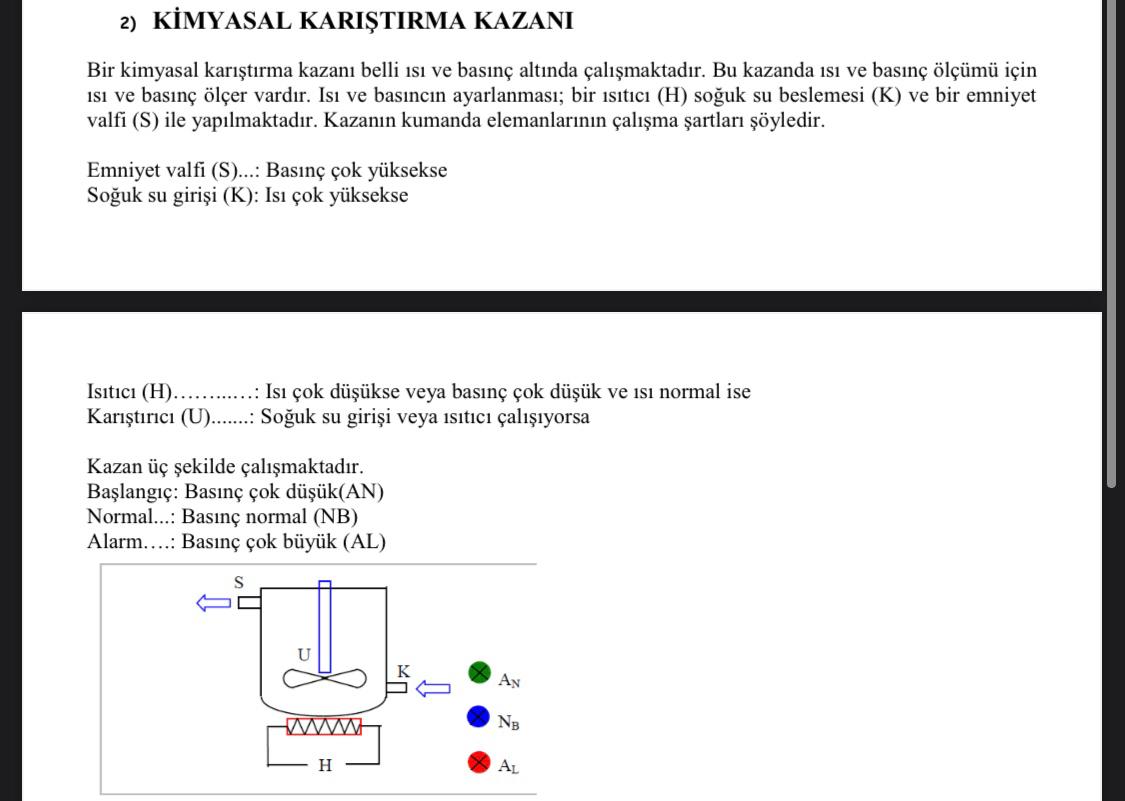 2) KİMYASAL KARIŞTIRMA KAZANI
Bir kimyasal karıştırma kazanı belli ısı ve basınç altında çalışmaktadır. Bu kazanda ısı ve basınç ölçümü için
ısı ve basınç ölçer vardır. Isı ve basıncın ayarlanması; bir ısıtıcı (H) soğuk su beslemesi (K) ve bir emniyet
valfi (S) ile yapılmaktadır. Kazanın kumanda elemanlarının çalışma şartları şöyledir.
Emniyet valfi (S)...: Basınç çok yüksekse
Soğuk su girişi (K): Isı çok yüksekse
Isıtıcı (H)…….....…: Isı çok düşükse veya basınç çok düşük ve ısı normal ise
Karıştırıcı (U).......: Soğuk su girişi veya ısıtıcı çalışıyorsa
Kazan üç şekilde çalışmaktadır.
Başlangıç: Basınç çok düşük(AN)
Normal...: Basınç normal (NB)
Alarm….: Basınç çok büyük (AL)
S
U
K
AN
NB
H
AL